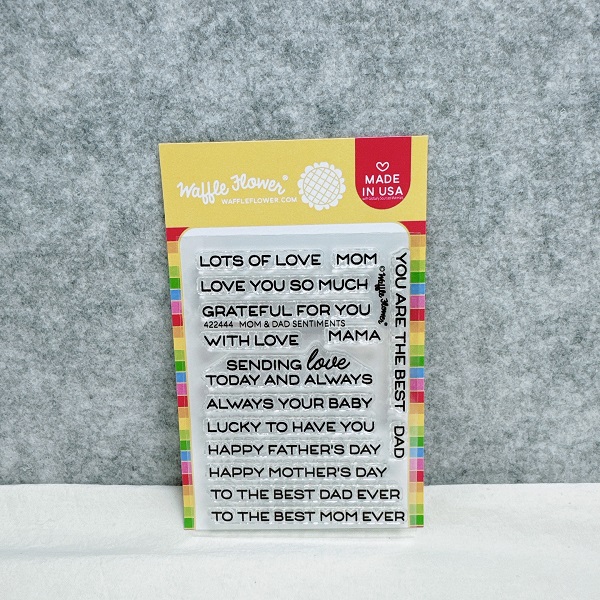 Waffle Flower®
WAFFLEFLOWER.COM
MADE
IN USA
LOTS OF LOVE
MOM
LOVE YOU SO MUCH
GRATEFUL FOR YOU
422444 MOM & DAD SENTIMENTS
WITH LOVE
MAMA
SENDING love
TODAY AND ALWAYS
ALWAYS YOUR BABY
LUCKY TO HAVE YOU
HAPPY FATHER'S DAY
HAPPY MOTHER'S DAY
TO THE BEST DAD EVER
TO THE BEST MOM EVER
©Waffle Flower®
YOU ARE THE BEST
DAD